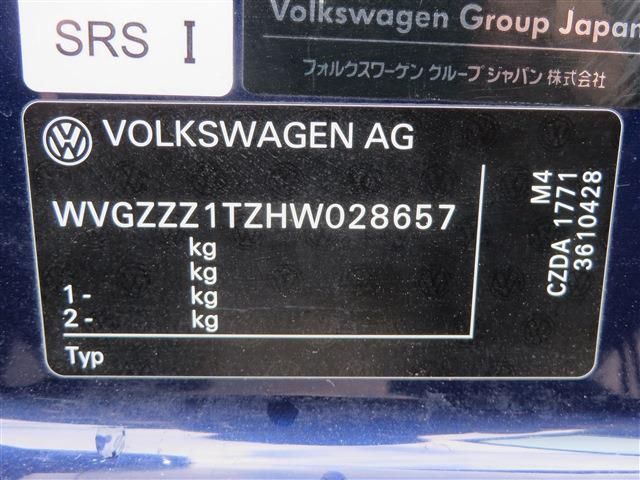 SRS I
Volkswagen Group Japan
フォルクスワーゲン グループ ジャパン 株式会社
VOLKSWAGEN AG
WVGZZZ1TZHW028657
kg
kg
1- kg
2- kg
Typ
M4
CZDA 1771
3610428